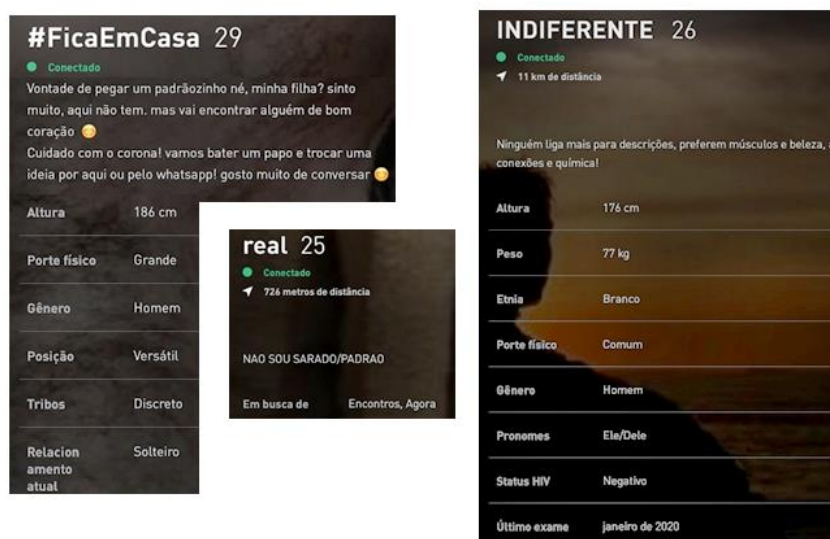 #FicaEmCasa 29
Conectado
Vontade de pegar um padrãozinho né, minha filha? sinto
muito, aqui não tem. mas vai encontrar alguém de bom
coração
Cuidado com o corona! vamos bater um papo e trocar uma
ideia por aqui ou pelo whatsapp! gosto muito de conversar
Altura 186 cm
Porte físico Grande
Gênero Homem
Posição Versátil
Tribos Discreto
Relacion
amento
atual Solteiro
real 25
Conectado
726 metros de distância
NAO SOU SARADO/PADRAO
Em busca de Encontros, Agora
INDIFERENTE 26
Conectado
11 km de distância
Ninguém liga mais para descrições, preferem músculos e beleza, a
conexões e química!
Altura 176 cm
Peso 77 kg
Etnia Branco
Porte físico Comum
Gênero Homem
Pronomes Ele/Dele
Status HIV Negativo
Último exame janeiro de 2020